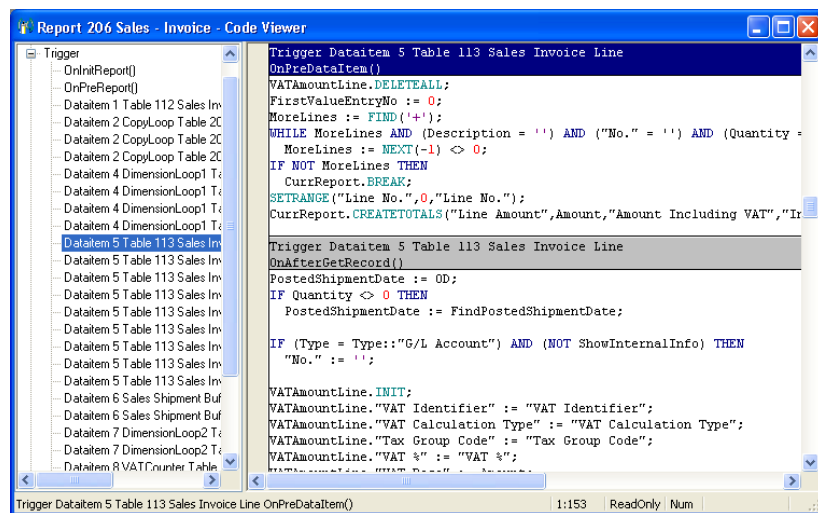 Report 206 Sales - Invoice - Code Viewer
Trigger
OnInitReport()
OnPreReport()
Dataitem 1 Table 112 Sales Inv
Dataitem 2 CopyLoop Table 20
Dataitem 2 CopyLoop Table 20
Dataitem 2 CopyLoop Table 20
Dataitem 4 DimensionLoop1 Ta
Dataitem 4 DimensionLoop1 Ta
Dataitem 4 DimensionLoop1 Ta
Dataitem 4 DimensionLoop1 Ta
Dataitem 5 Table 113 Sales Inv
Dataitem 5 Table 113 Sales Inv
Dataitem 5 Table 113 Sales Inv
Dataitem 5 Table 113 Sales Inv
Dataitem 5 Table 113 Sales Inv
Dataitem 5 Table 113 Sales Inv
Dataitem 5 Table 113 Sales Inv
Dataitem 5 Table 113 Sales Inv
Dataitem 6 Sales Shipment Buf
Dataitem 6 Sales Shipment Buf
Dataitem 7 DimensionLoop2 Ta
Dataitem 7 DimensionLoop2 Ta
Dataitem 8 VATCounter Table
Trigger Dataitem 5 Table 113 Sales Invoice Line
OnPreDataItem()
VATAmountLine.DELETEALL;
FirstValueEntryNo := 0;
MoreLines := FIND('+');
WHILE MoreLines AND (Description = '') AND ("No." = '') AND (Quantity =
MoreLines := NEXT(-1) <> 0;
IF NOT MoreLines THEN
CurrReport.BREAK;
SETRANGE("Line No.",0,"Line No.");
CurrReport.CREATETOTALS("Line Amount",Amount,"Amount Including VAT","In
Trigger Dataitem 5 Table 113 Sales Invoice Line
OnAfterGetRecord()
PostedShipmentDate := 0D;
IF Quantity <> 0 THEN
PostedShipmentDate := FindPostedShipmentDate;
IF (Type = Type::"G/L Account") AND (NOT ShowInternalInfo) THEN
"No." := '';
VATAmountLine.INIT;
VATAmountLine."VAT Identifier" := "VAT Identifier";
VATAmountLine."VAT Calculation Type" := "VAT Calculation Type";
VATAmountLine."Tax Group Code" := "Tax Group Code";
VATAmountLine."VAT %" := "VAT %";
VATAmountLine."VAT Base" := Amount;
Trigger Dataitem 5 Table 113 Sales Invoice Line OnPreDataItem()
1:153
ReadOnly
Num